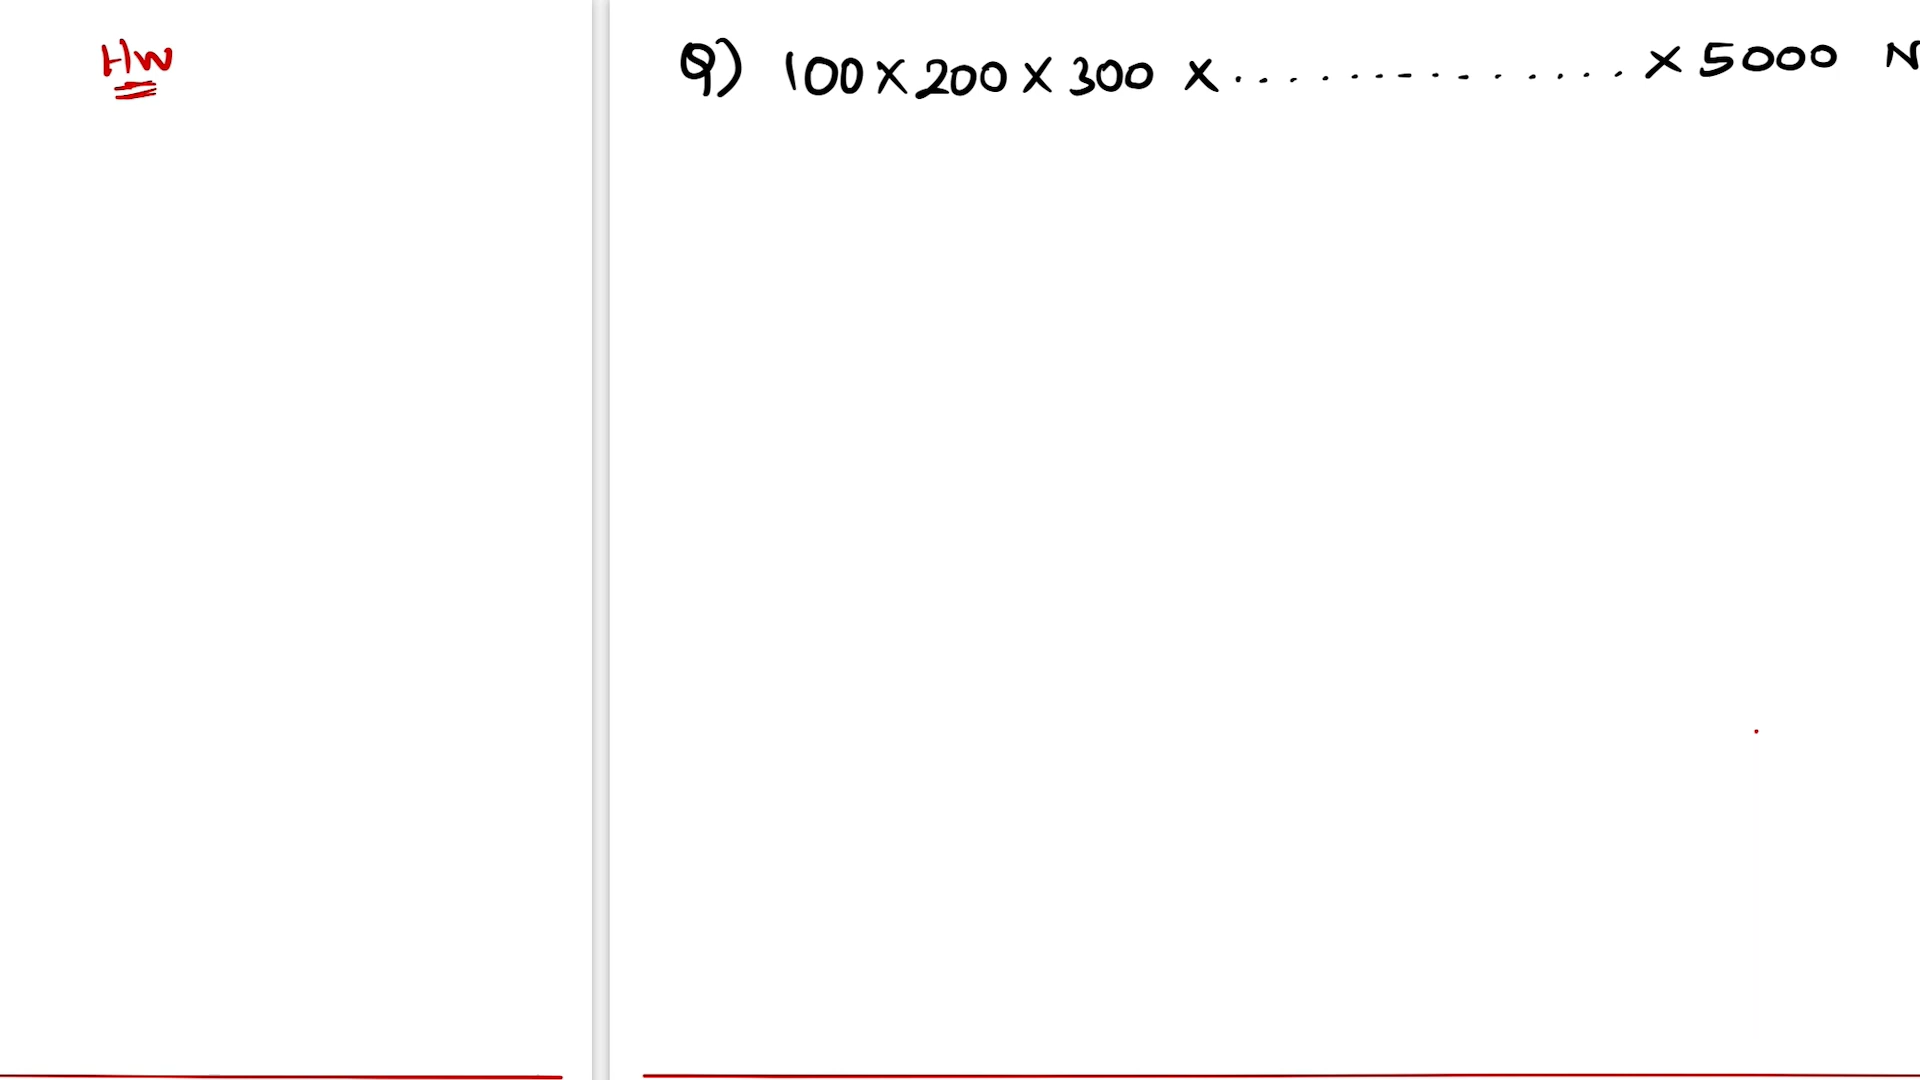 HW
Q) 100 x 200 x 300 x .............. x 5000